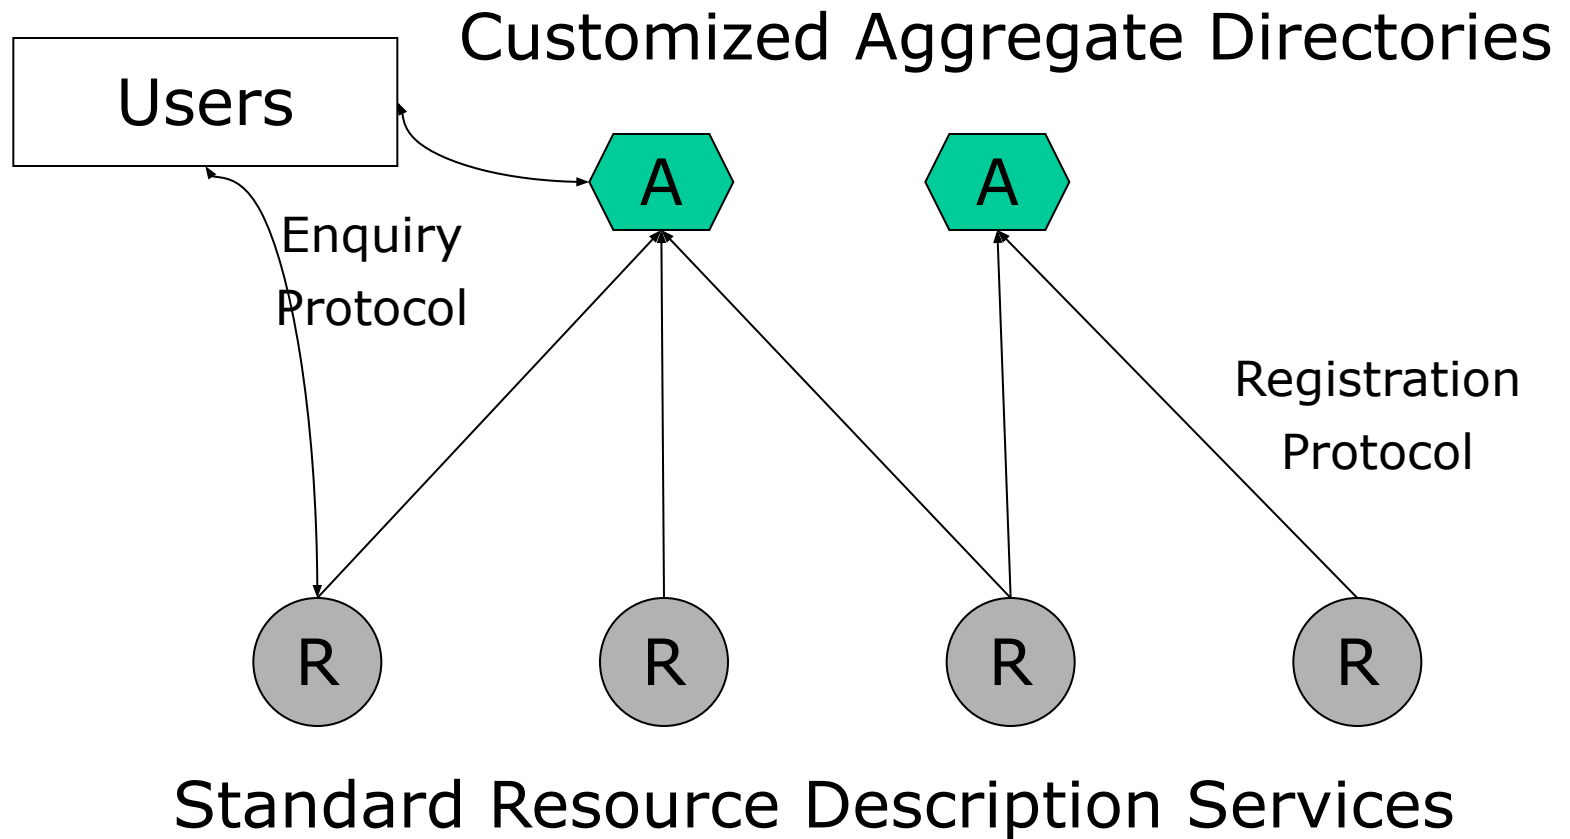 Customized Aggregate Directories
Users
A
A
Enquiry
Protocol
Registration
Protocol
R
R
R
R
Standard Resource Description Services